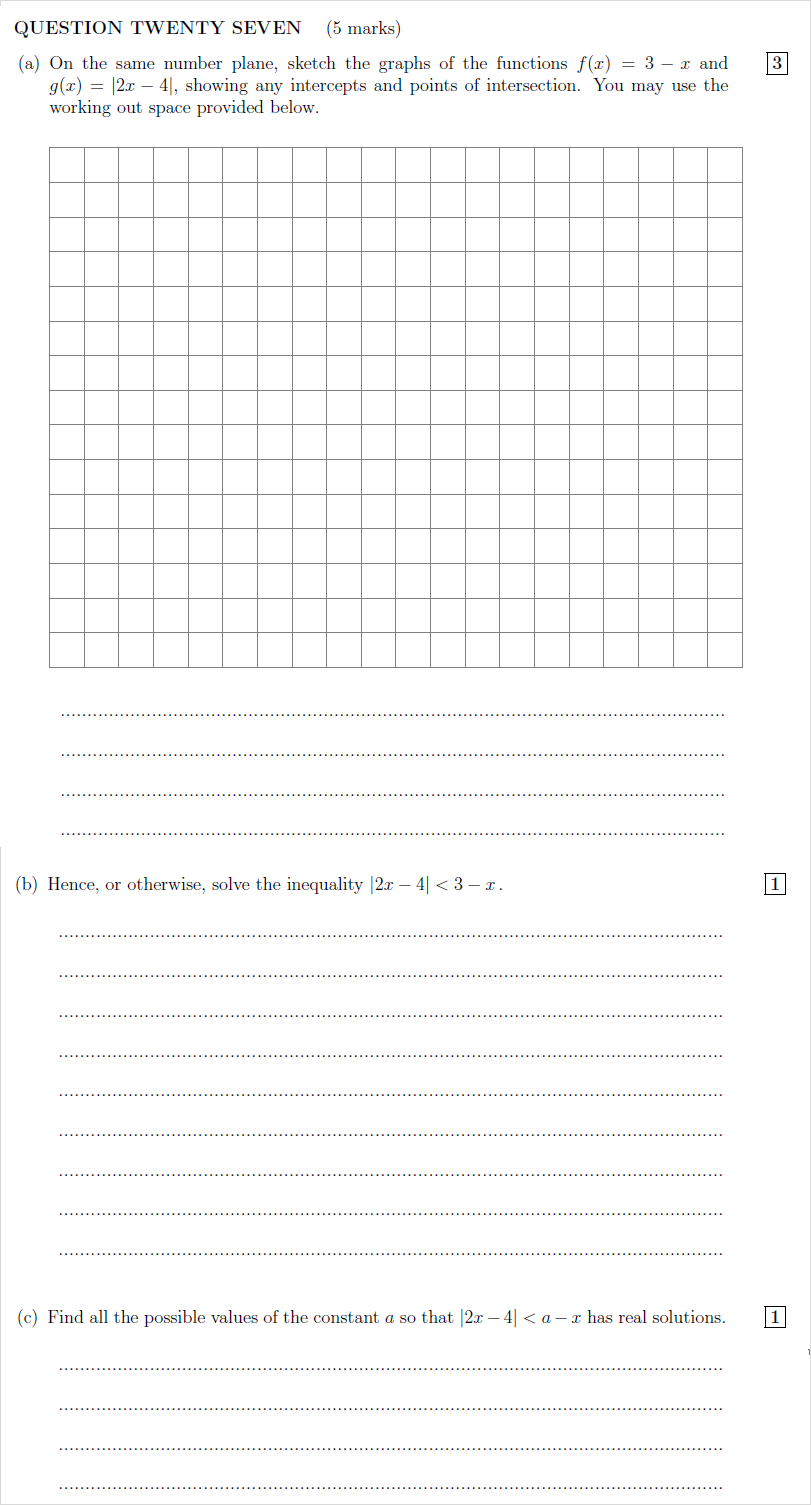 QUESTION TWENTY SEVEN (5 marks)
(a) On the same number plane, sketch the graphs of the functions f(x) = 3 − x and 3
g(x) = |2x − 4|, showing any intercepts and points of intersection. You may use the
working out space provided below.
(b) Hence, or otherwise, solve the inequality |2x − 4| < 3 − x . 1
(c) Find all the possible values of the constant a so that |2x − 4| < a − x has real solutions. 1